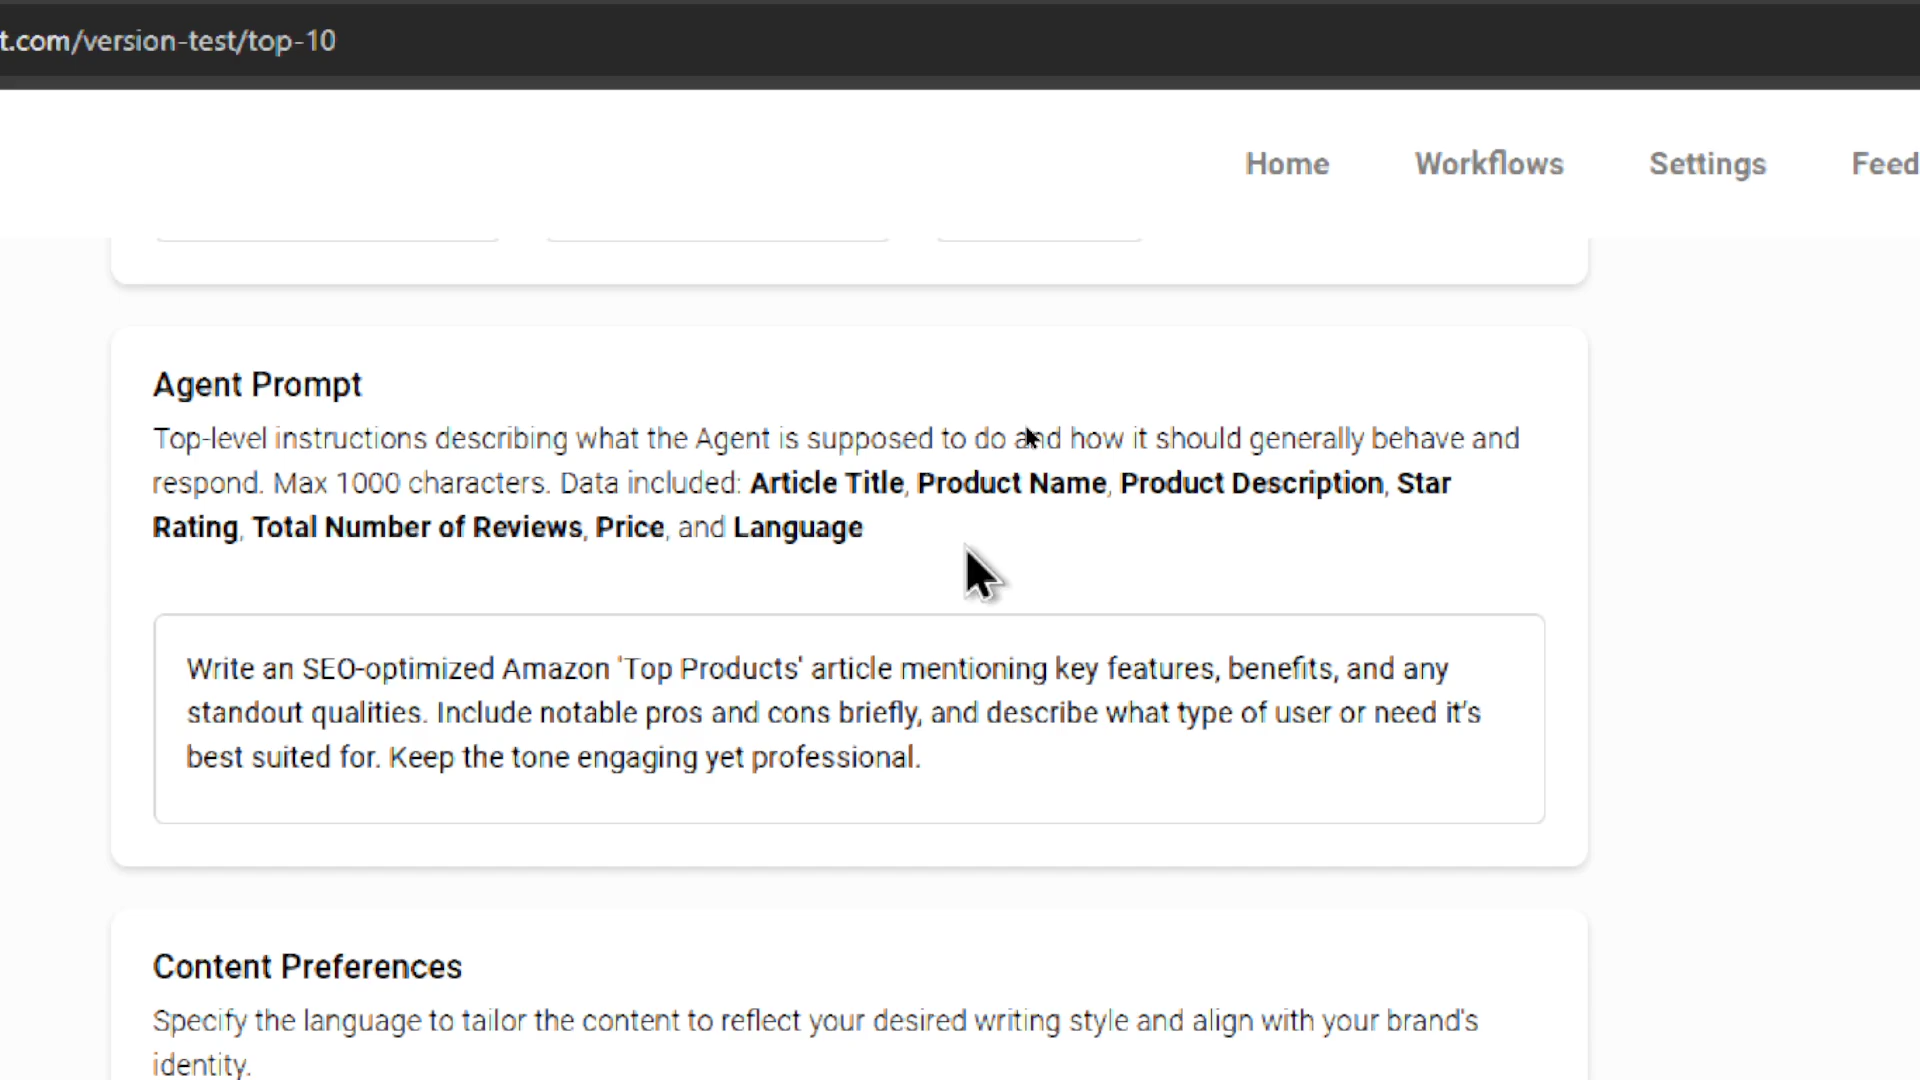 t.com/version-test/top-10
Home Workflows Settings Feed
Agent Prompt
Top-level instructions describing what the Agent is supposed to do and how it should generally behave and
respond. Max 1000 characters. Data included: Article Title, Product Name, Product Description, Star
Rating, Total Number of Reviews, Price, and Language
Write an SEO-optimized Amazon 'Top Products' article mentioning key features, benefits, and any
standout qualities. Include notable pros and cons briefly, and describe what type of user or need it's
best suited for. Keep the tone engaging yet professional.
Content Preferences
Specify the language to tailor the content to reflect your desired writing style and align with your brand's
identity.